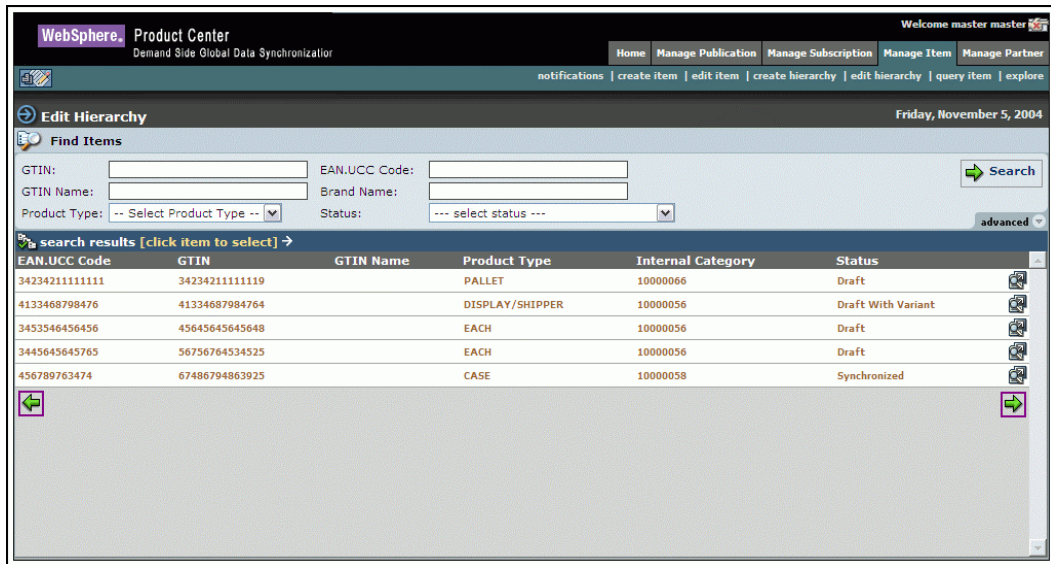 Welcome master master
WebSphere. Product Center
Demand Side Global Data Synchronization
Home Manage Publication Manage Subscription Manage Item Manage Partner
notifications | create item | edit item | create hierarchy | edit hierarchy | query item | explore
Edit Hierarchy Friday, November 5, 2004
Find Items
GTIN: EAN.UCC Code: Search
GTIN Name: Brand Name:
Product Type: -- Select Product Type -- Status: --- select status ---
advanced
search results [click item to select]
EAN.UCC Code GTIN GTIN Name Product Type Internal Category Status
34234211111111 34234211111119 PALLET 10000066 Draft
4133468798476 41334687984764 DISPLAY/SHIPPER 10000056 Draft With Variant
3453546456456 45645645645648 EACH 10000056 Draft
3445645645765 56756764534525 EACH 10000056 Draft
456789763474 67486794863925 CASE 10000058 Synchronized